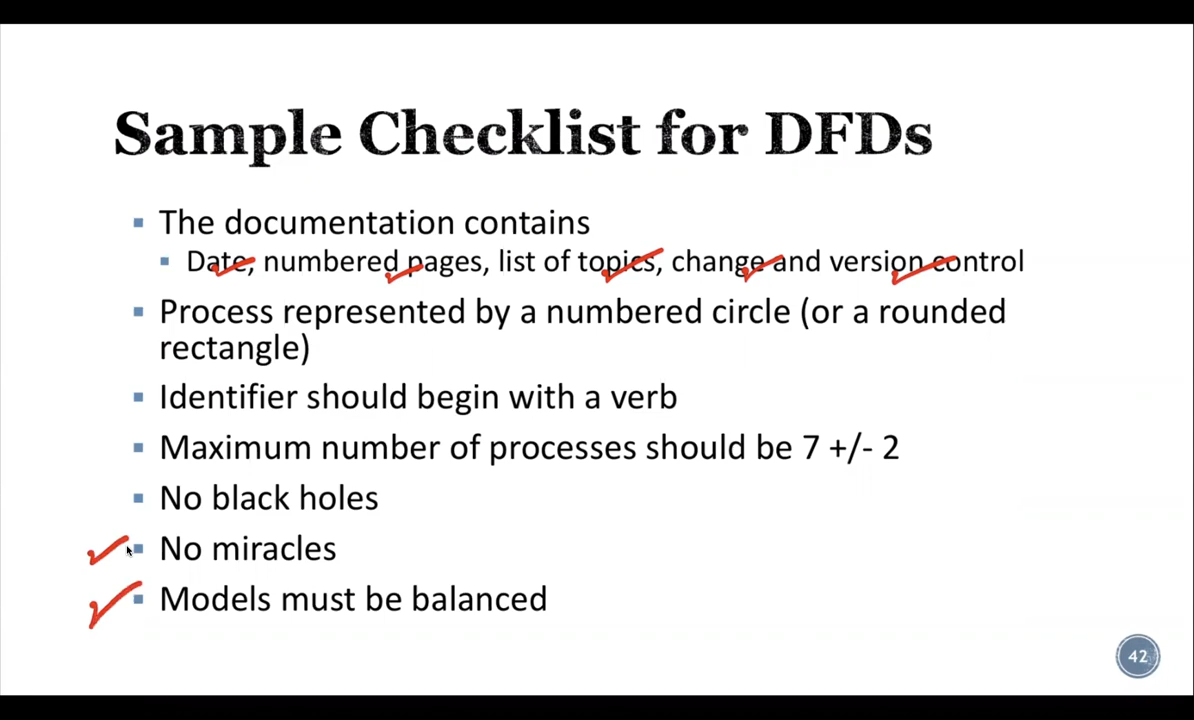 Sample Checklist for DFDs
The documentation contains
Date, numbered pages, list of topics, change and version control
Process represented by a numbered circle (or a rounded
rectangle)
Identifier should begin with a verb
Maximum number of processes should be 7 +/- 2
No black holes
No miracles
Models must be balanced
42